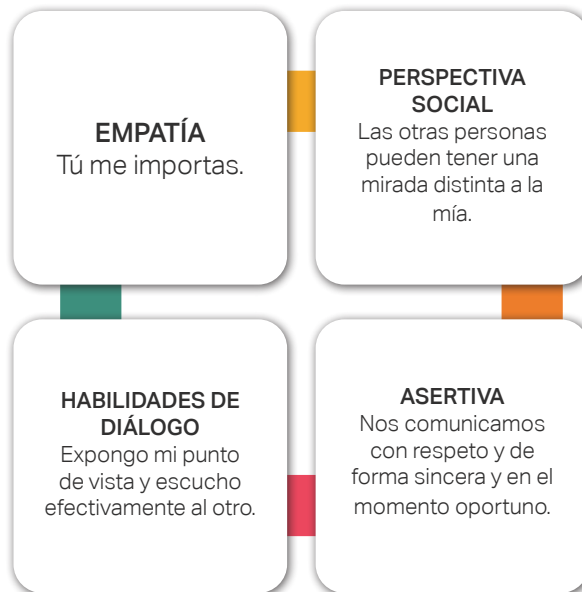 EMPATÍA
Tú me importas.
PERSPECTIVA
SOCIAL
Las otras personas
pueden tener una
mirada distinta a la
mía.
HABILIDADES DE
DIÁLOGO
Expongo mi punto
de vista y escucho
efectivamente al otro.
ASERTIVA
Nos comunicamos
con respeto y de
forma sincera y en el
momento oportuno.